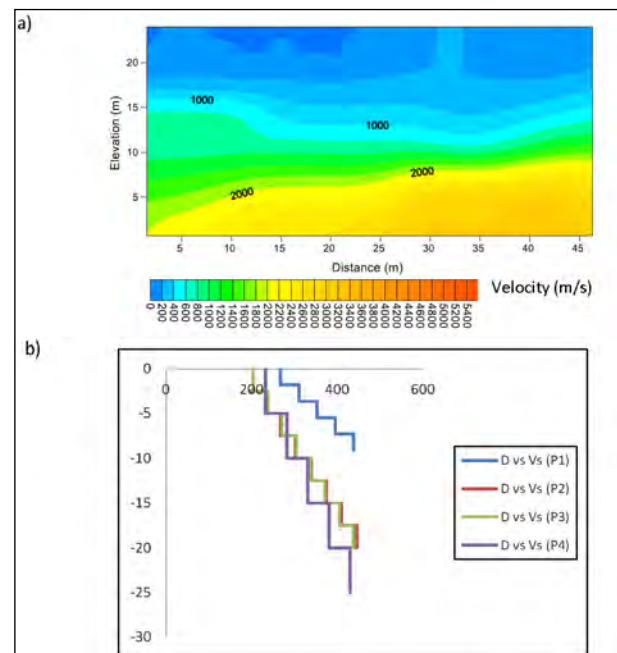 a)
20
15
10
5
Elevation (m)
1000
1000
2000
2000
5 10 15 20 25 30 35 40 45
Distance (m)
0 200 400 600 800 1000 1200 1400 1600 1800 2000 2200 2400 2600 2800 3000 3200 3400 3600 3800 4000 4200 4400 4600 4800 5000 5200 5400
Velocity (m/s)
b)
0 200 400 600
0
-5
-10
-15
-20
-25
-30
D vs Vs (P1)
D vs Vs (P2)
D vs Vs (P3)
D vs Vs (P4)